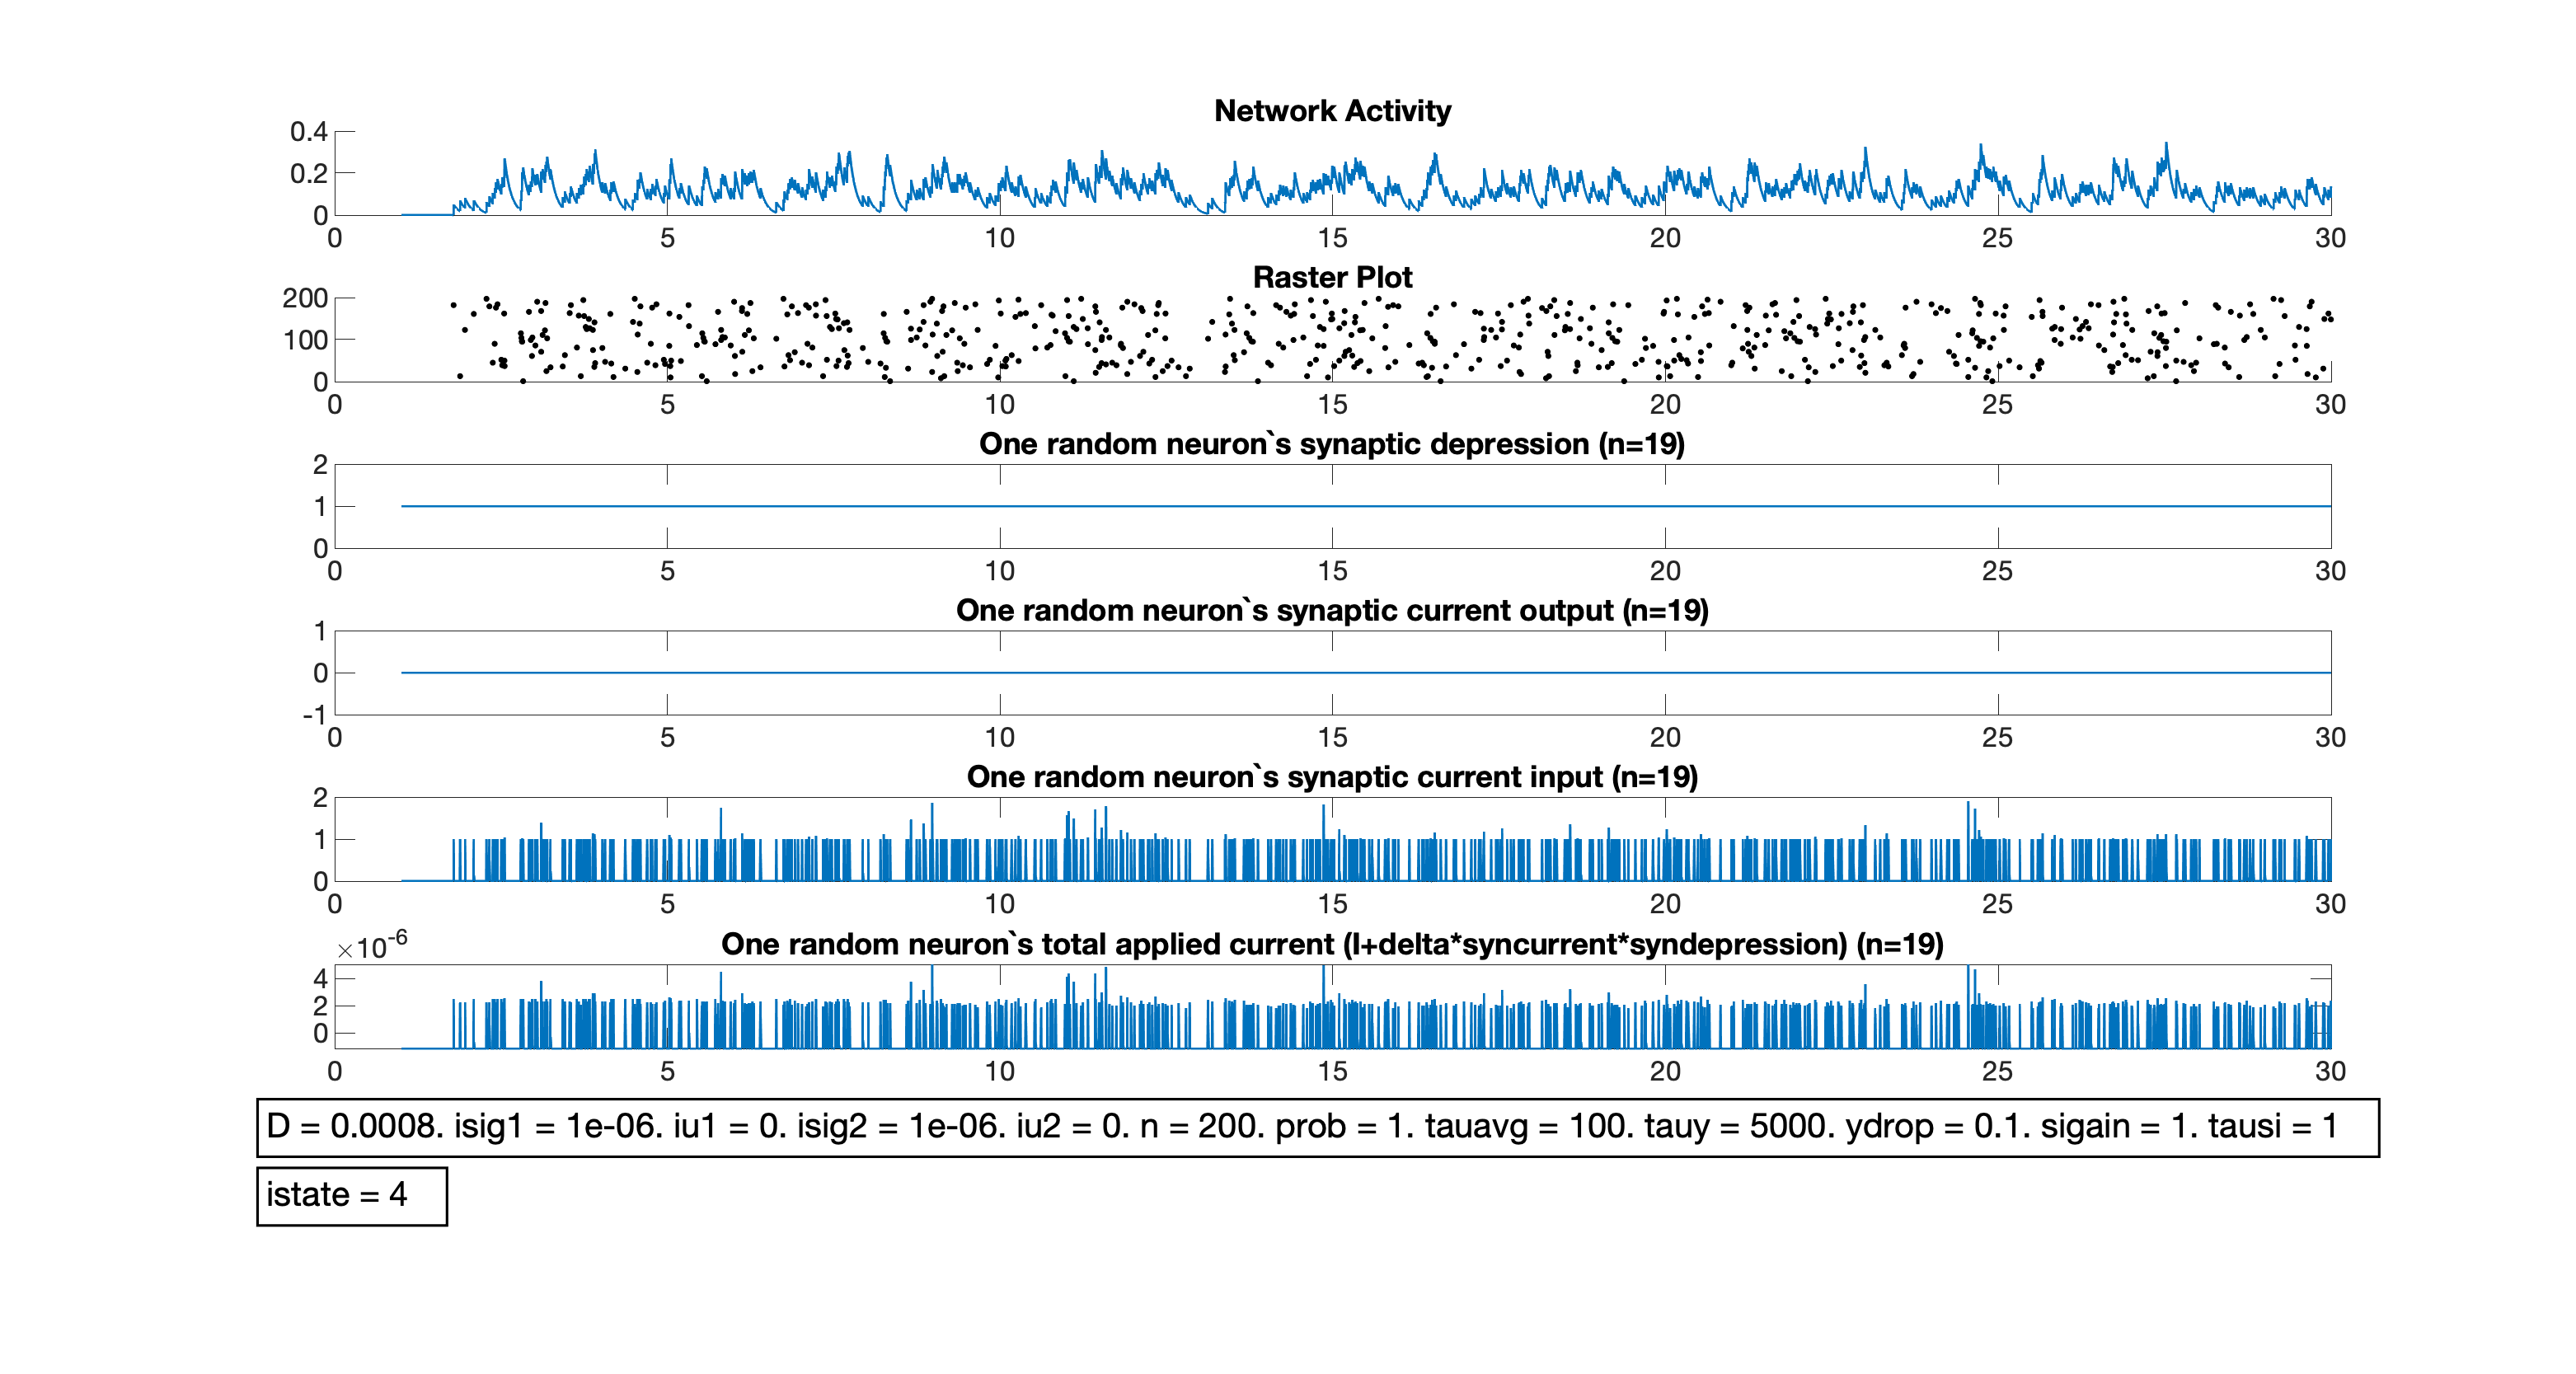 Network Activity
0.4
0.2
0
0 5 10 15 20 25 30
Raster Plot
200
100
0
0 5 10 15 20 25 30
One random neuron`s synaptic depression (n=19)
2
1
0
0 5 10 15 20 25 30
One random neuron`s synaptic current output (n=19)
1
0
-1
0 5 10 15 20 25 30
One random neuron`s synaptic current input (n=19)
2
1
0
0 5 10 15 20 25 30
×10-6
One random neuron`s total applied current (I+delta*syncurrent*syndepression) (n=19)
4
2
0
0 5 10 15 20 25 30
D = 0.0008. isig1 = 1e-06. iu1 = 0. isig2 = 1e-06. iu2 = 0. n = 200. prob = 1. tauavg = 100. tauy = 5000. ydrop = 0.1. sigain = 1. tausi = 1
istate = 4